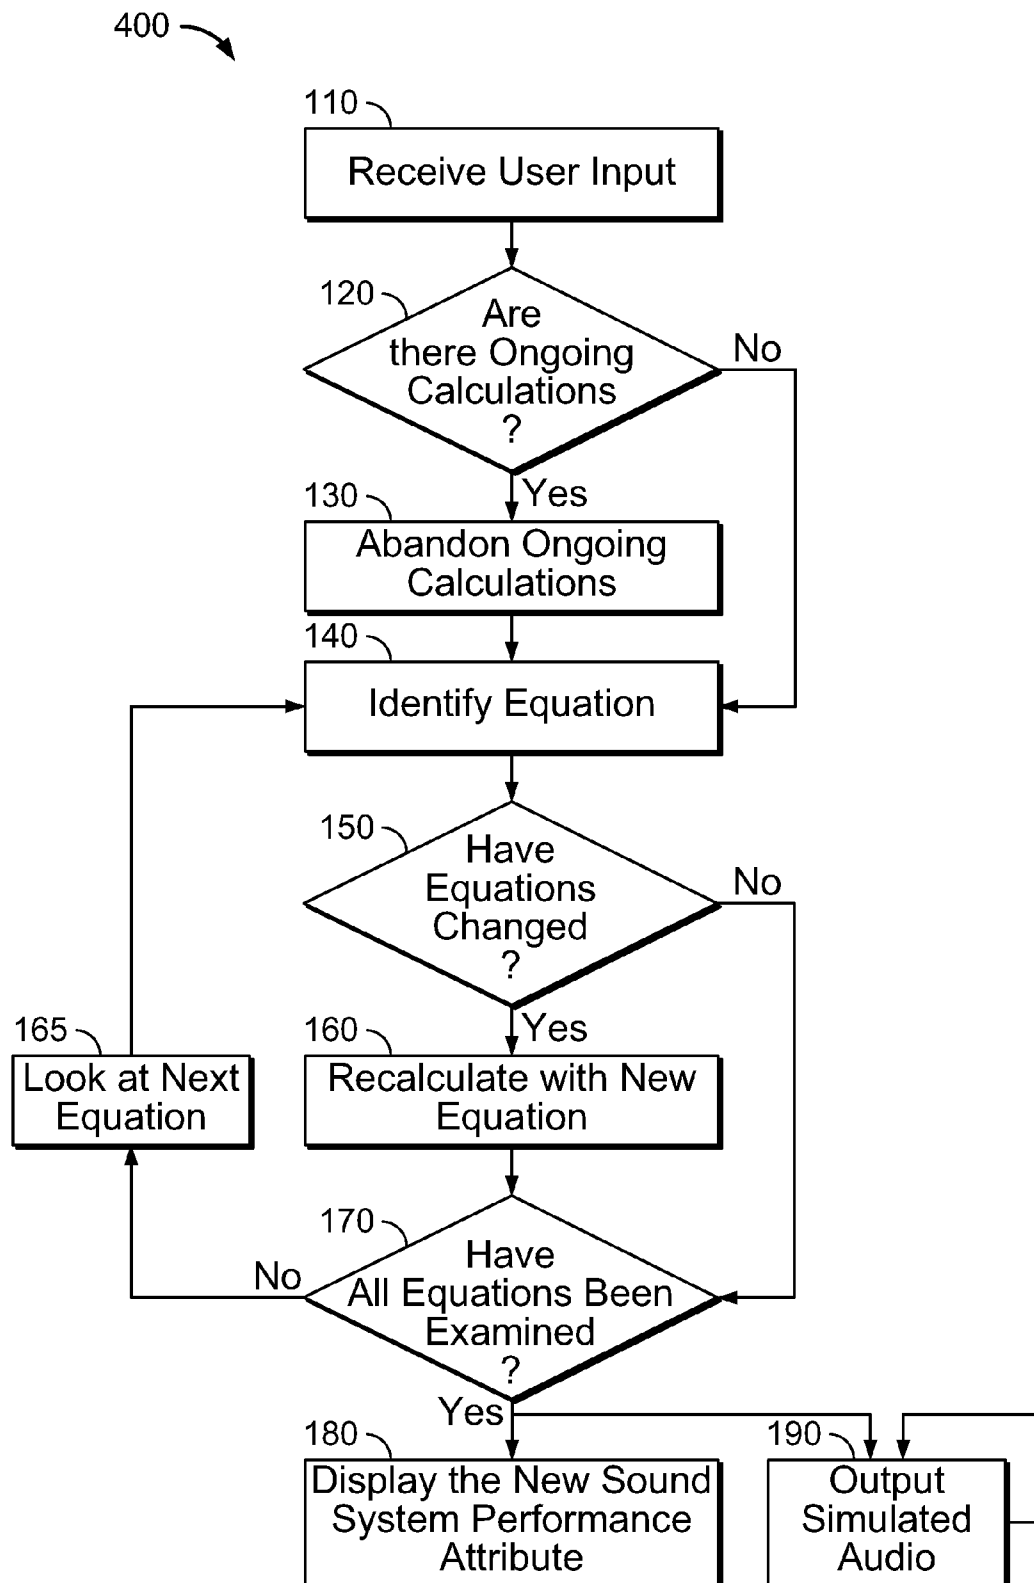 400
110
Receive User Input
120
Are
there Ongoing
Calculations
?
No
Yes
130
Abandon Ongoing
Calculations
140
Identify Equation
150
Have
Equations
Changed
?
No
Yes
165
Look at Next
Equation
160
Recalculate with New
Equation
170
Have
All Equations Been
Examined
?
No
Yes
180
Display the New Sound
System Performance
Attribute
190
Output
Simulated
Audio